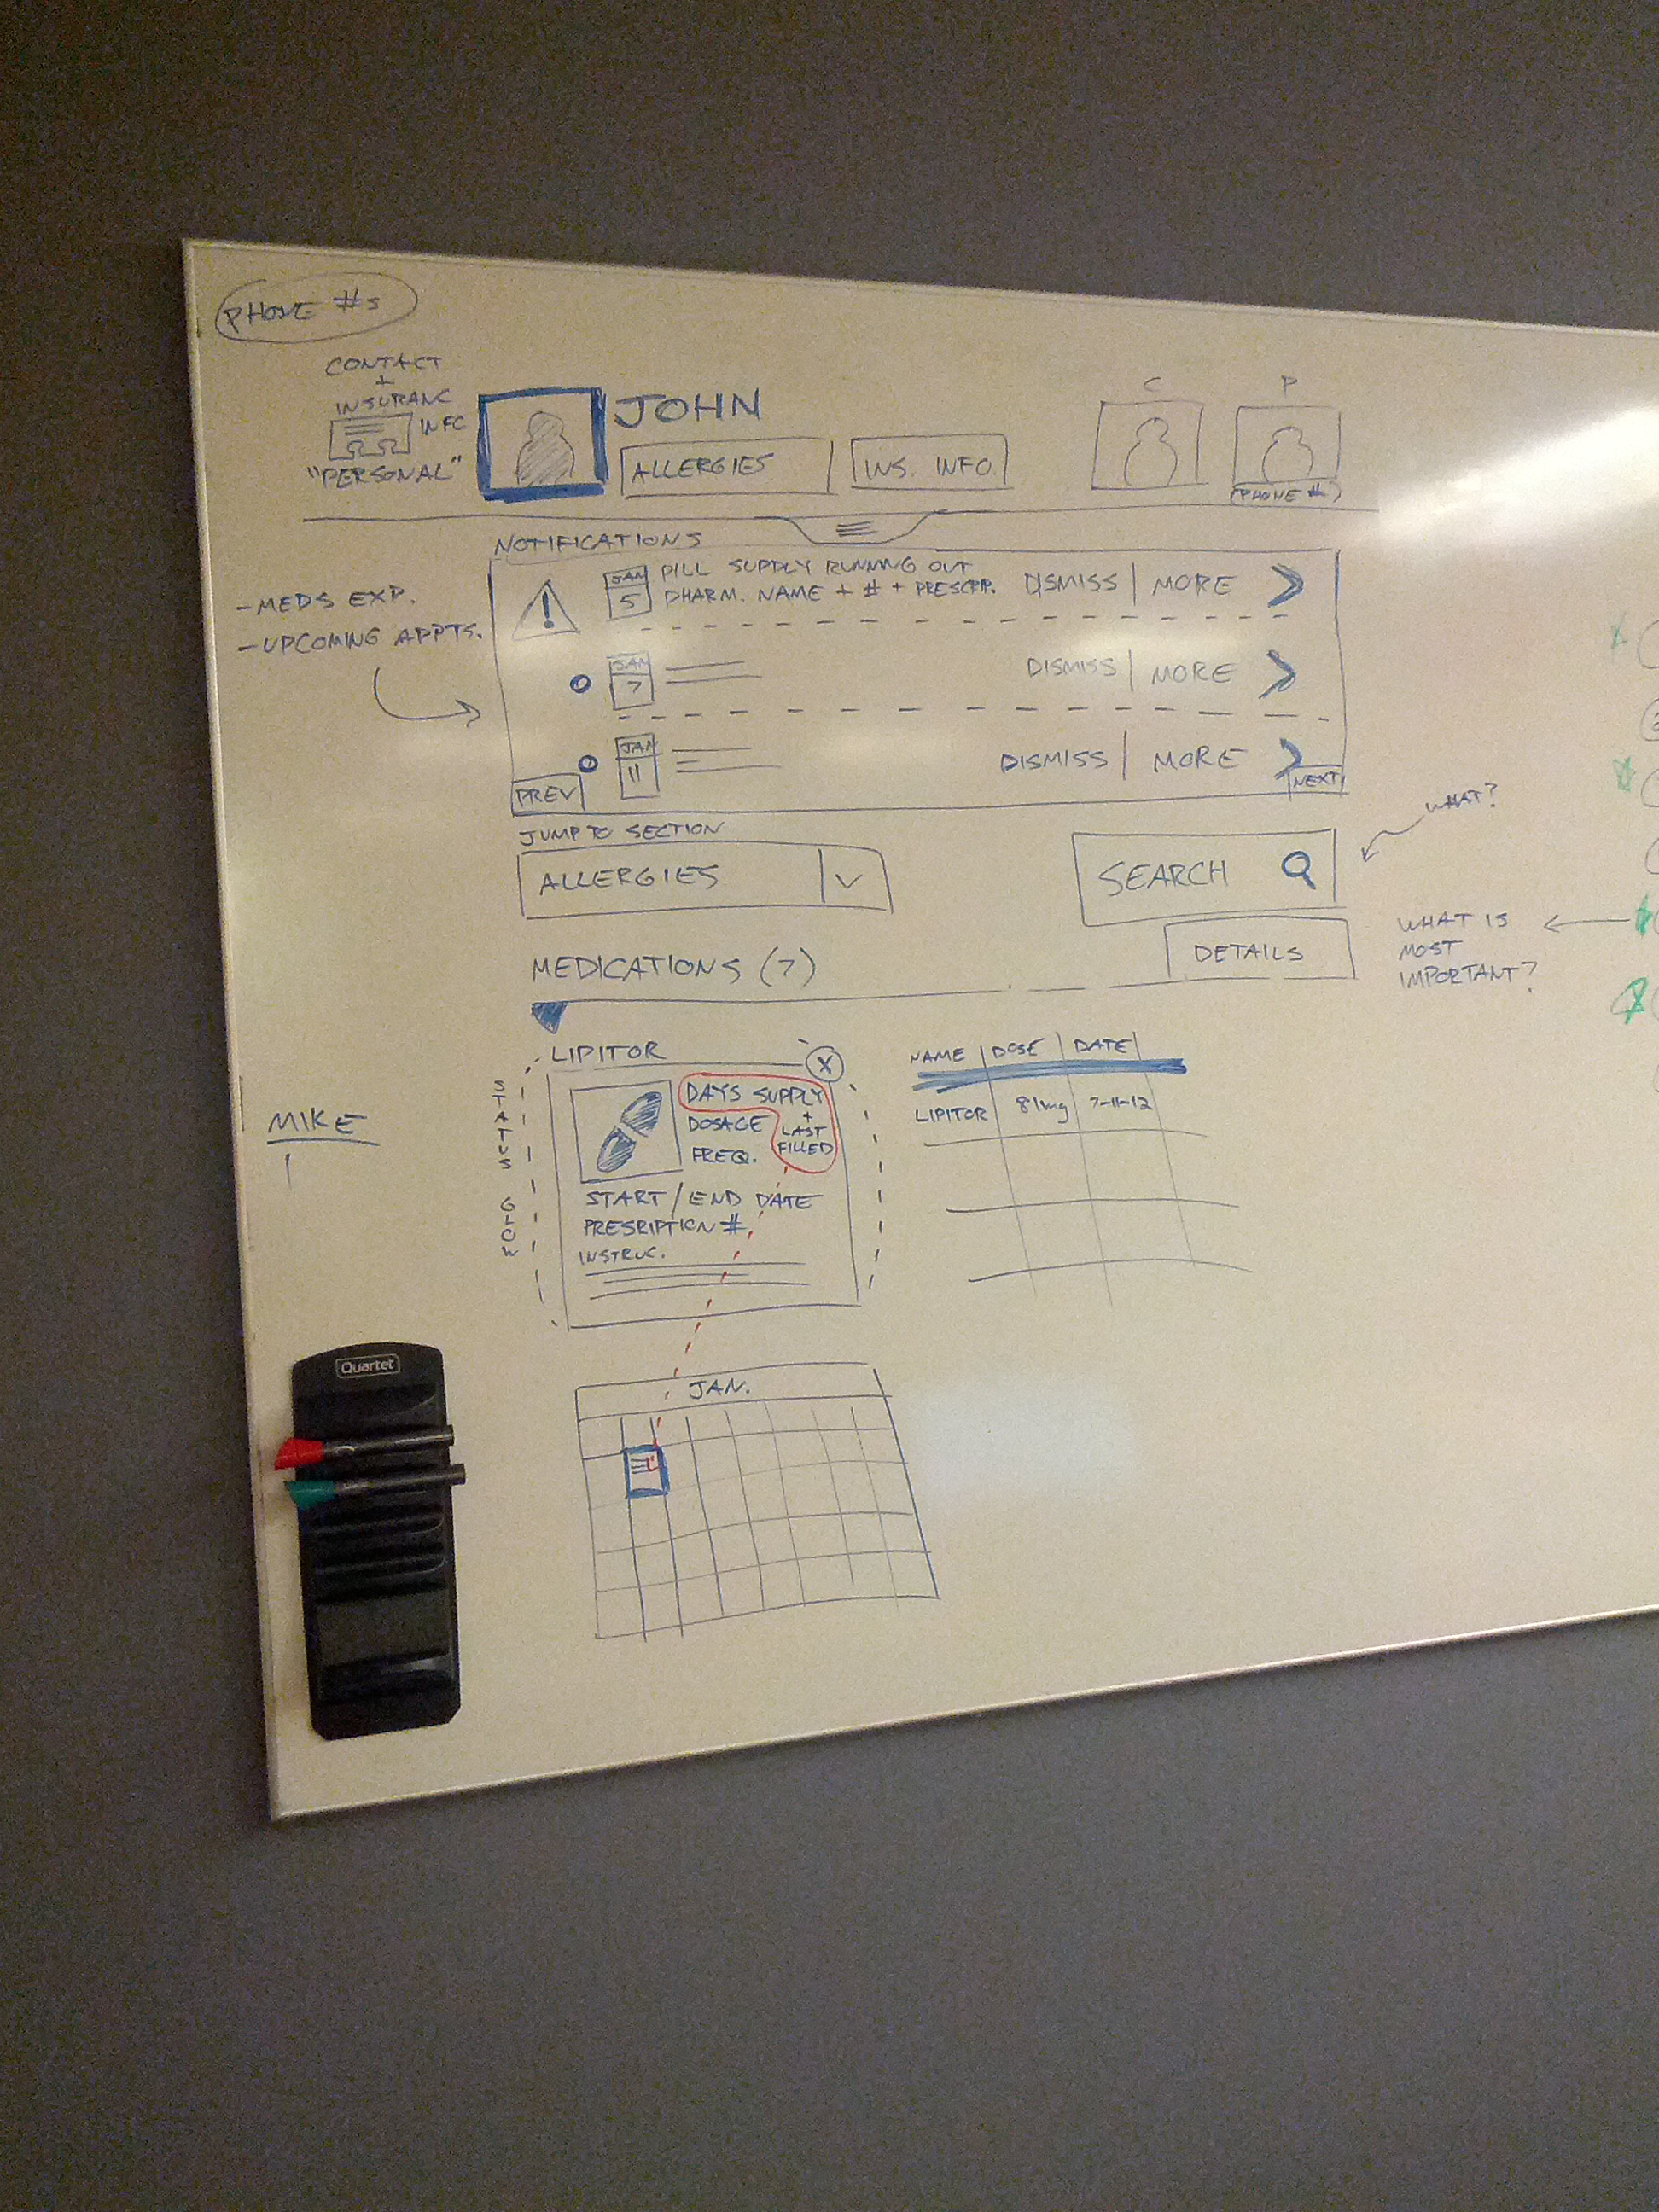 PHONE #s
CONTACT
+
INSURANC
INFO
"PERSONAL"
JOHN
ALLERGIES
INS. INFO.
C
P
(PHONE #)
NOTIFICATIONS
-MEDS EXP.
-UPCOMING APPTS.
! JAN 5 PILL SUPPLY RUNNING OUT
PHARM. NAME + # + PRESCRIP.
DISMISS | MORE
JAN 7 DISMISS | MORE
JAN 11 DISMISS | MORE
PREV
NEXT
JUMP TO SECTION
ALLERGIES
SEARCH
WHAT?
DETAILS
WHAT IS
MOST
IMPORTANT?
MEDICATIONS (7)
LIPITOR
X
STATUS GLOW
DAYS SUPPLY
+
LAST
FILLED
DOSAGE
FREQ.
START/END DATE
PRESRIPTION #
INSTRUC.
NAME DOSE DATE
LIPITOR 81mg 7-11-12
MIKE
JAN.
Quartet